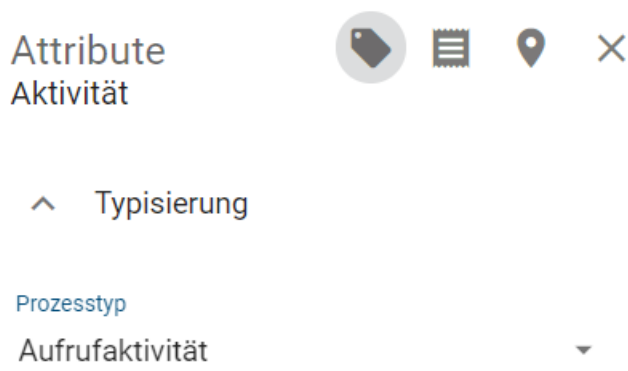 Attribute
Aktivität
Typisierung
Prozesstyp
Aufrufaktivität